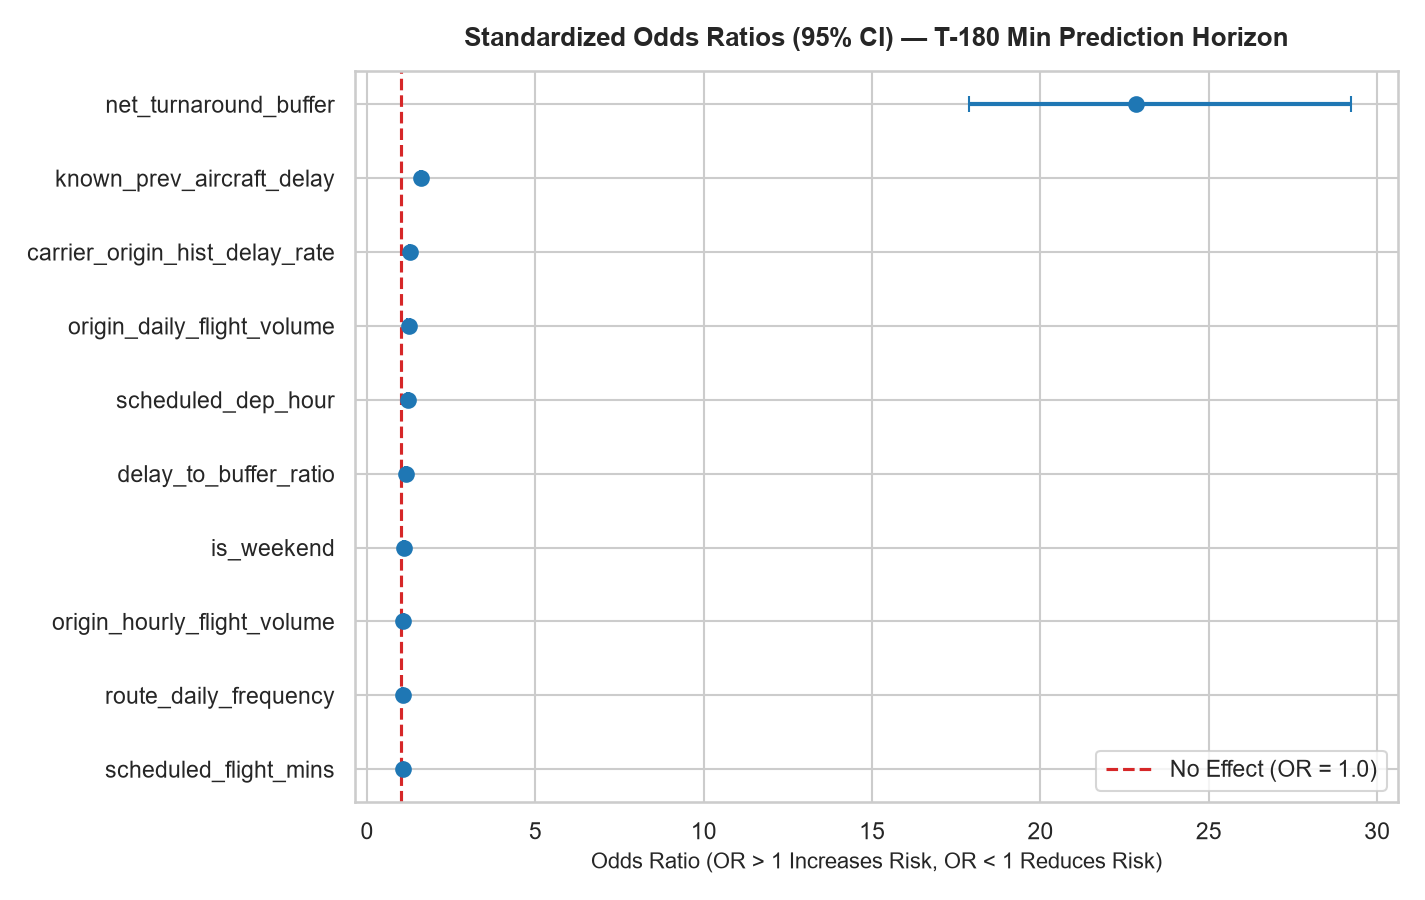 Standardized Odds Ratios (95% CI) — T-180 Min Prediction Horizon
net_turnaround_buffer
known_prev_aircraft_delay
carrier_origin_hist_delay_rate
origin_daily_flight_volume
scheduled_dep_hour
delay_to_buffer_ratio
is_weekend
origin_hourly_flight_volume
route_daily_frequency
scheduled_flight_mins
No Effect (OR = 1.0)
0 5 10 15 20 25 30
Odds Ratio (OR > 1 Increases Risk, OR < 1 Reduces Risk)